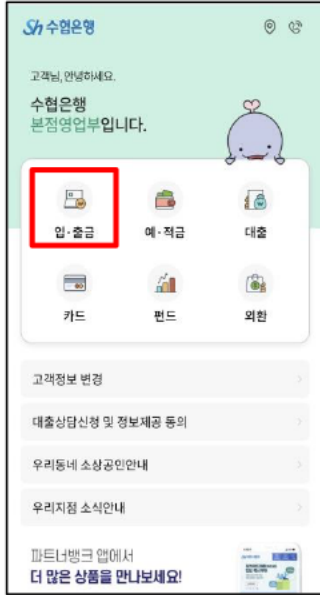 Sh 수협은행
고객님, 안녕하세요.
수협은행
본점영업부입니다.
입·출금 예·적금 대출
카드 펀드 외환
고객정보 변경
대출상담신청 및 정보제공 동의
우리동네 소상공인안내
우리지점 소식안내
파트너뱅크 앱에서
더 많은 상품을 만나보세요!